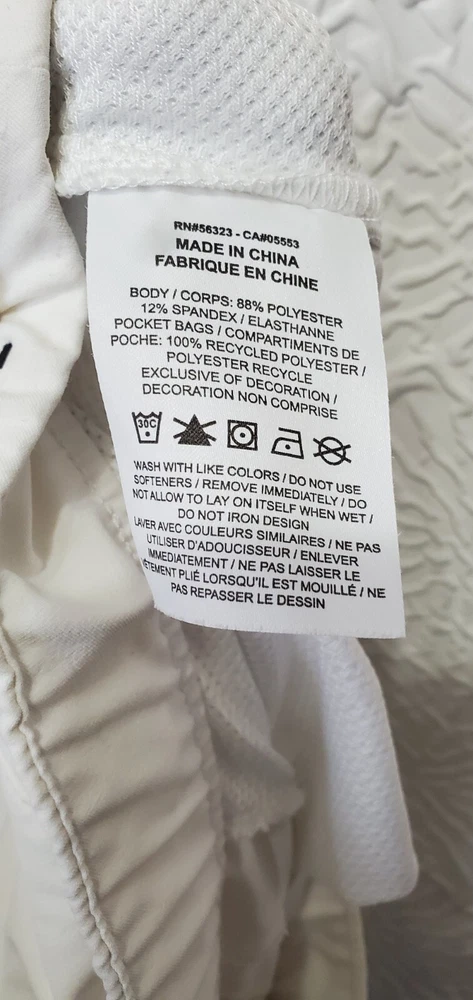 RN#56323 - CA#05553
MADE IN CHINA
FABRIQUE EN CHINE
BODY / CORPS: 88% POLYESTER
12% SPANDEX / ELASTHANNE
POCKET BAGS / COMPARTIMENTS DE
POCHE: 100% RECYCLED POLYESTER /
POLYESTER RECYCLE
EXCLUSIVE OF DECORATION /
DECORATION NON COMPRISE
30C
WASH WITH LIKE COLORS / DO NOT USE
SOFTENERS / REMOVE IMMEDIATELY / DO
NOT ALLOW TO LAY ON ITSELF WHEN WET /
DO NOT IRON DESIGN
LAVER AVEC COULEURS SIMILAIRES / NE PAS
UTILISER D'ADOUCISSEUR / ENLEVER
IMMEDIATEMENT / NE PAS LAISSER LE
VÊTEMENT PLIÉ LORSQU'IL EST MOUILLÉ / NE
PAS REPASSER LE DESSIN